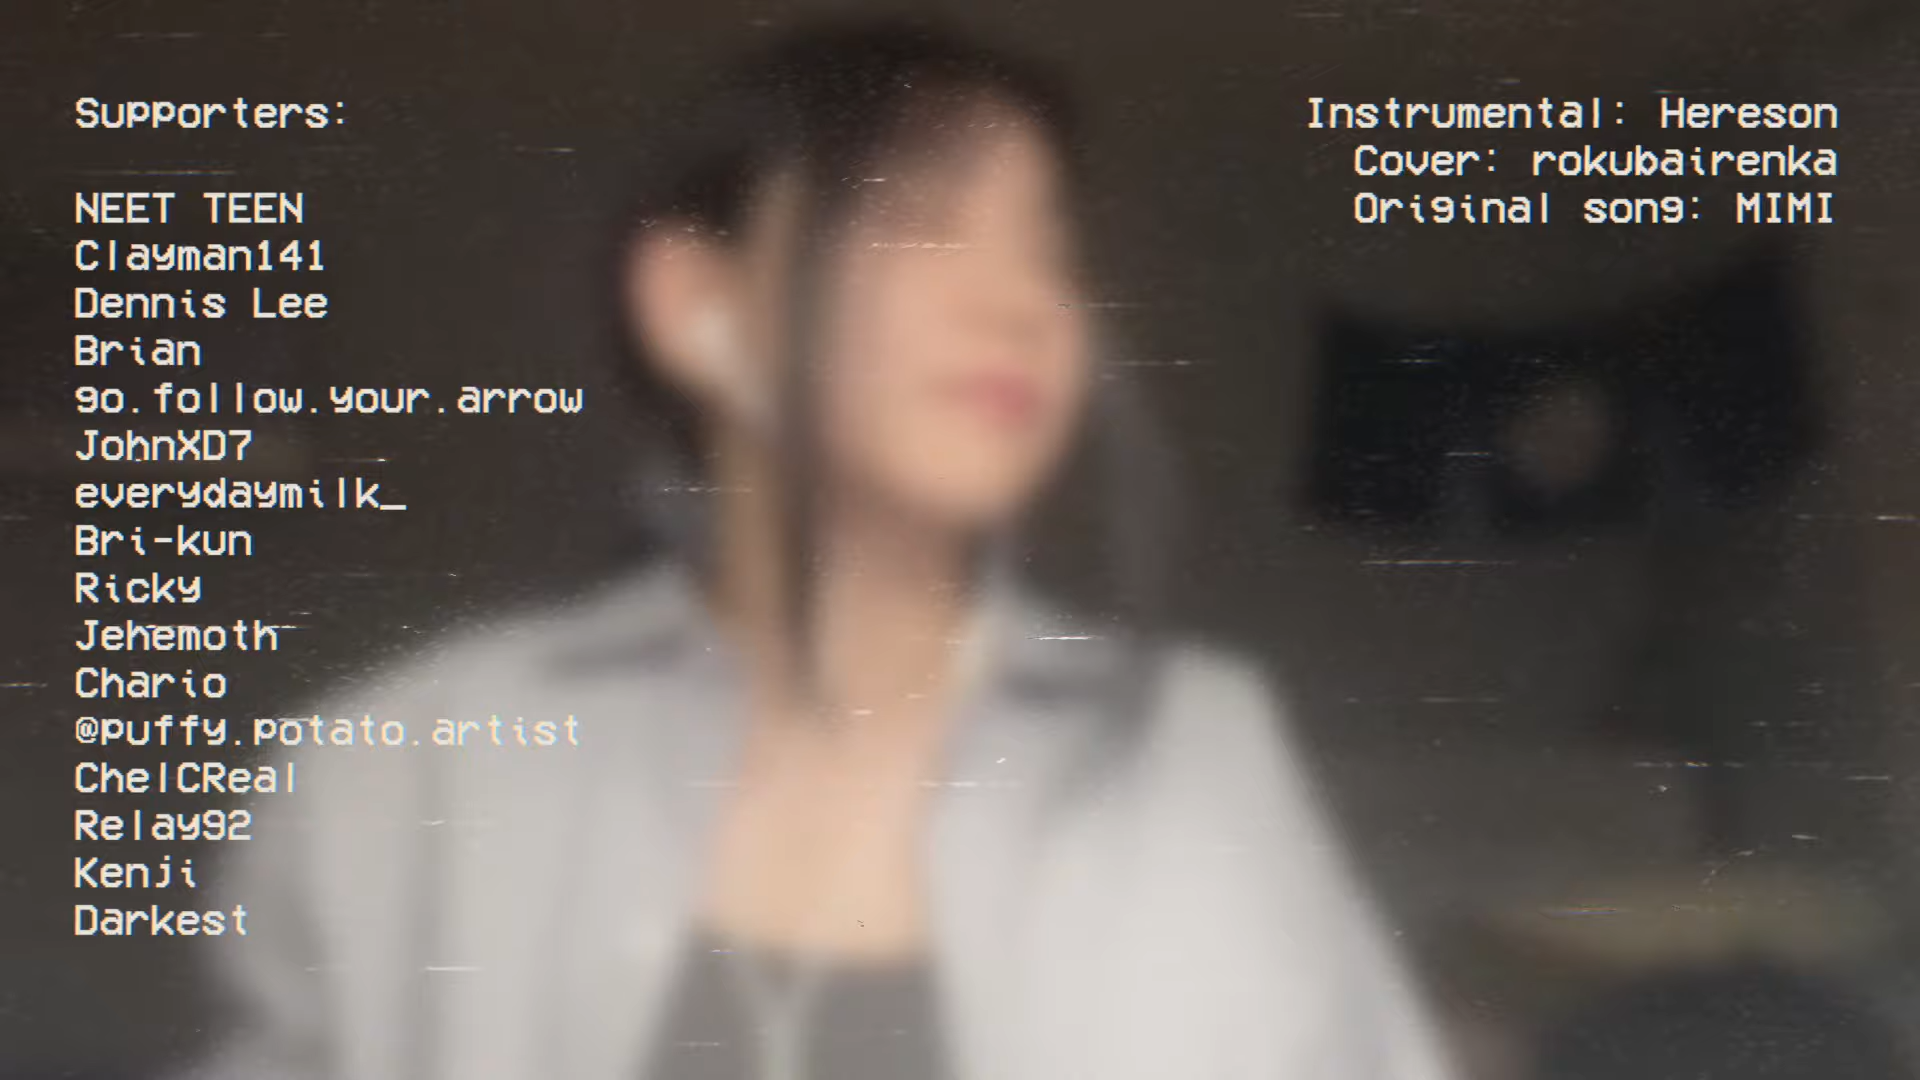 Supporters:
NEET TEEN
Clayman141
Dennis Lee
Brian
go.follow.your.arrow
JohnXD7
everydaymilk_
Bri-kun
Ricky
Jehemoth
Chario
@puffy.potato.artist
ChelCReal
Relay92
Kenji
Darkest
Instrumental: Hereson
Cover: rokubairenka
Original song: MIMI